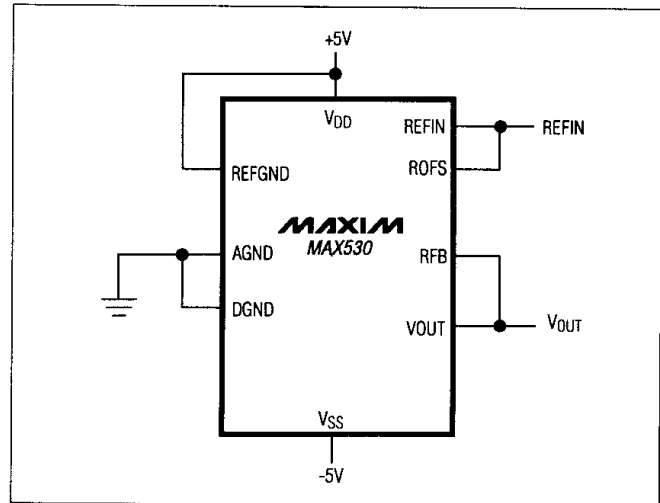 +5V
VDD
REFIN
REFIN
ROFS
REFGND
MAXIM
MAX530
AGND
RFB
DGND
VOUT
VOUT
VSS
-5V